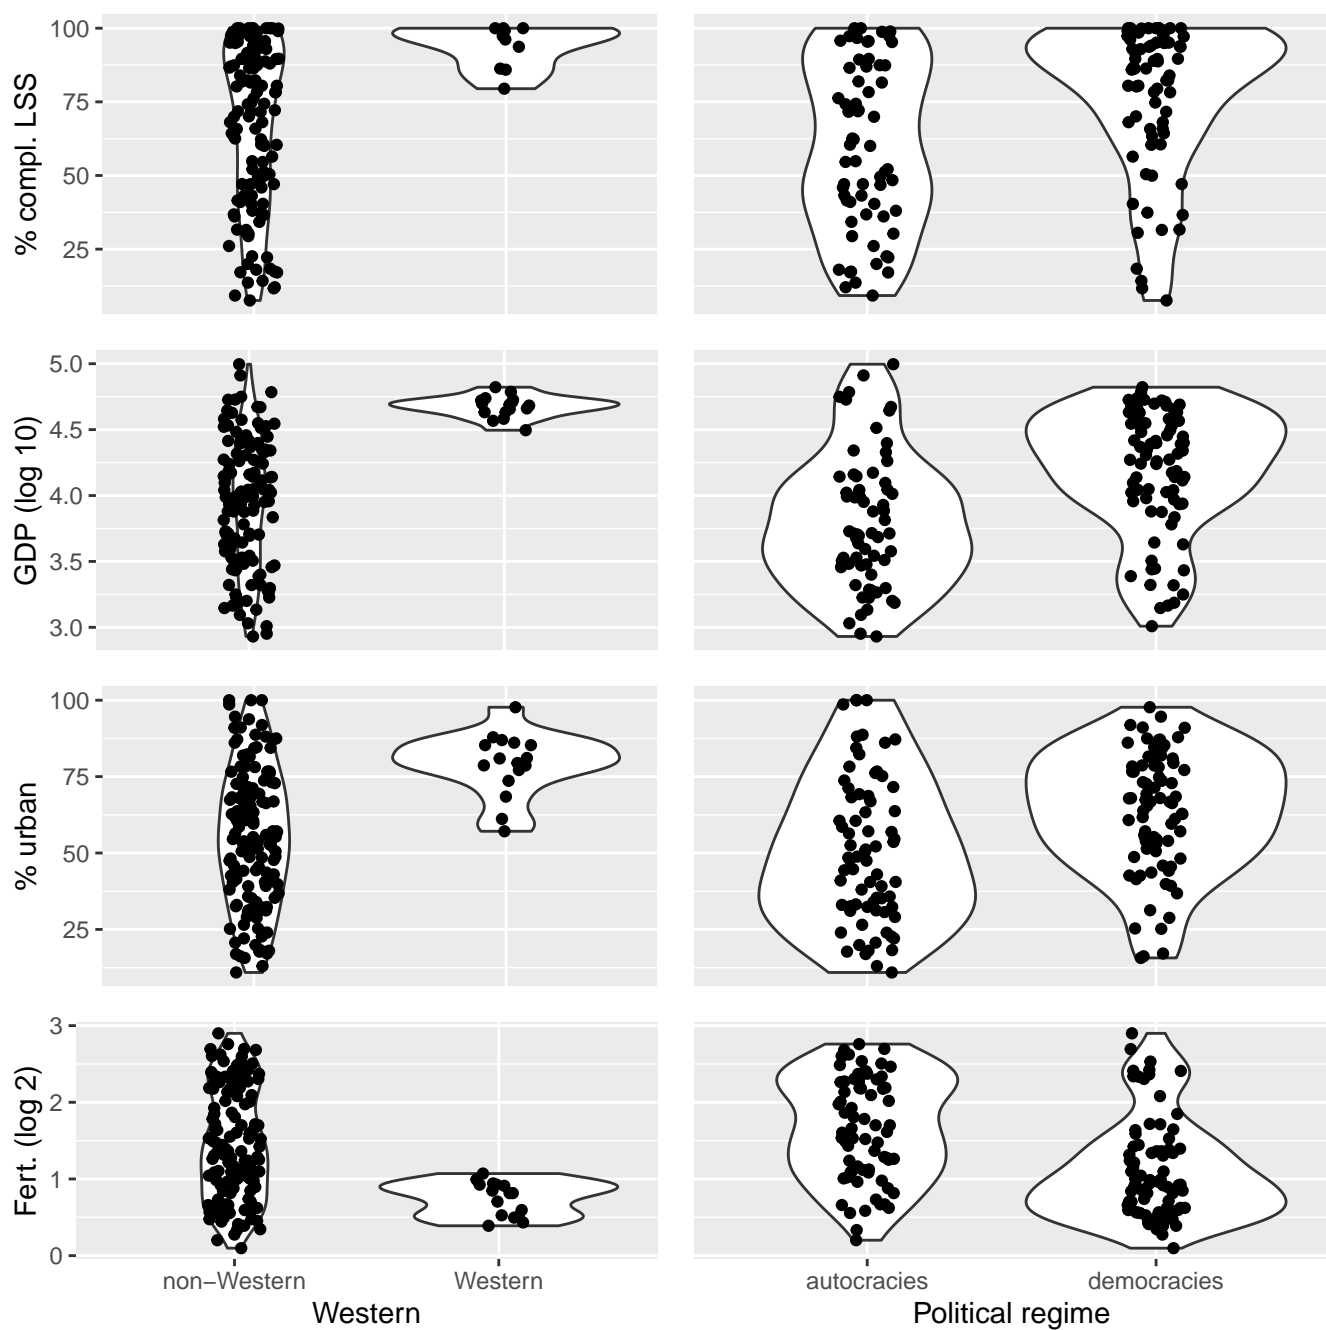 % compl. LSS
100
75
50
25
GDP (log 10)
5.0
4.5
4.0
3.5
3.0
% urban
100
75
50
25
Fert. (log 2)
3
2
1
0
non−Western Western
autocracies democracies
Western
Political regime